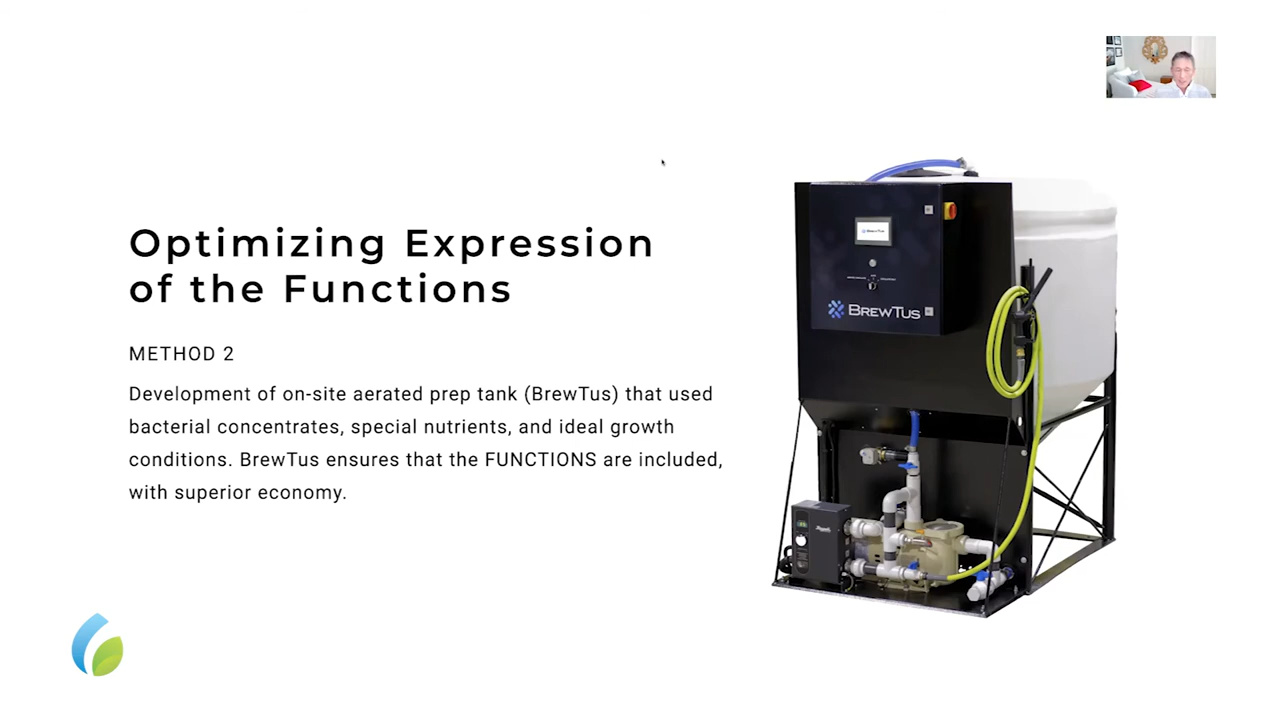 Optimizing Expression
of the Functions
METHOD 2
Development of on-site aerated prep tank (BrewTus) that used
bacterial concentrates, special nutrients, and ideal growth
conditions. BrewTus ensures that the FUNCTIONS are included,
with superior economy.
BREWTUS
BREWTUS